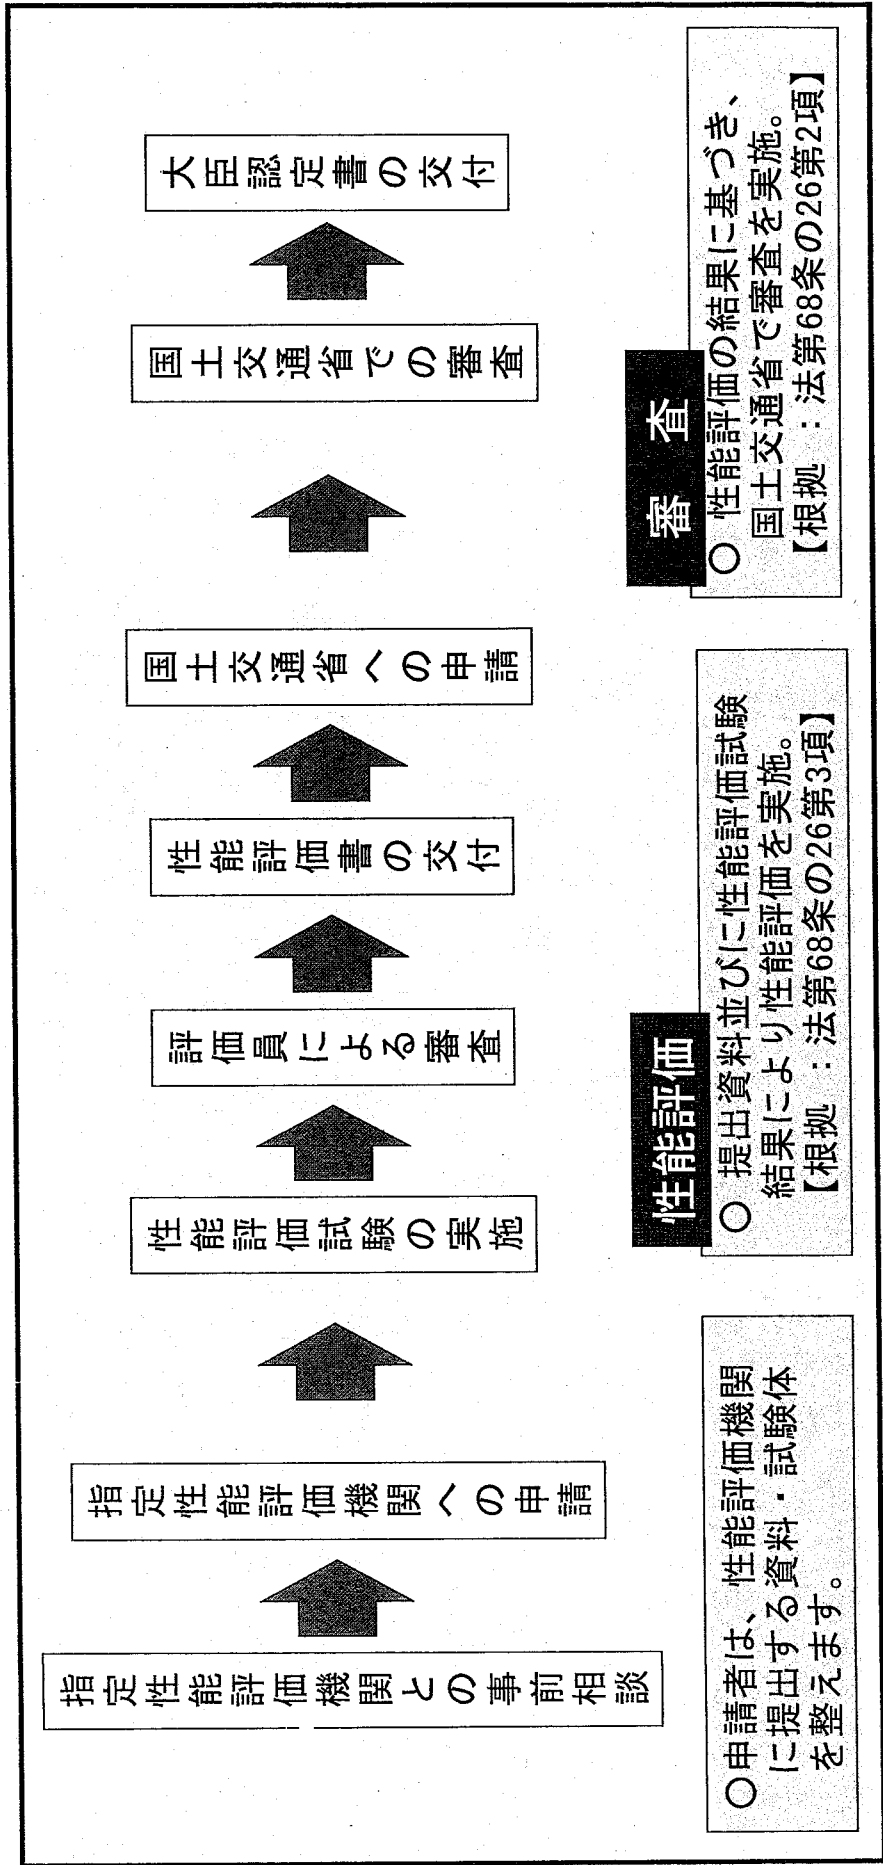 指定性能評価機関との事前相談
指定性能評価機関への申請
性能評価試験の実施
評価員による審査
性能評価書の交付
国土交通省への申請
国土交通省での審査
大臣認定書の交付
○申請者は、性能評価機関
に提出する資料・試験体
を整えます。
性能評価
○ 提出資料並びに性能評価試験
結果により性能評価を実施。
【根拠 ：法第68条の26第3項】
審 査
○ 性能評価の結果に基づき、
国土交通省で審査を実施。
【根拠 ：法第68条の26第2項】